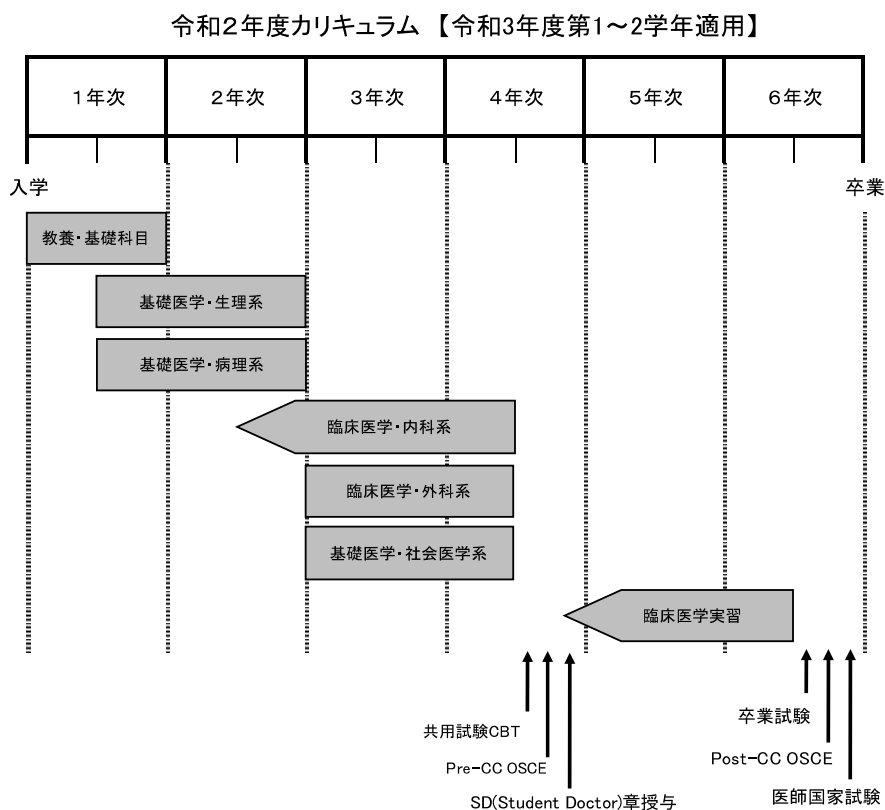 令和２年度カリキュラム 【令和3年度第1～2学年適用】
１年次
２年次
３年次
４年次
５年次
６年次
入学
卒業
教養・基礎科目
基礎医学・生理系
基礎医学・病理系
臨床医学・内科系
臨床医学・外科系
基礎医学・社会医学系
臨床医学実習
共用試験CBT
Pre-CC OSCE
SD(Student Doctor)章授与
卒業試験
Post-CC OSCE
医師国家試験